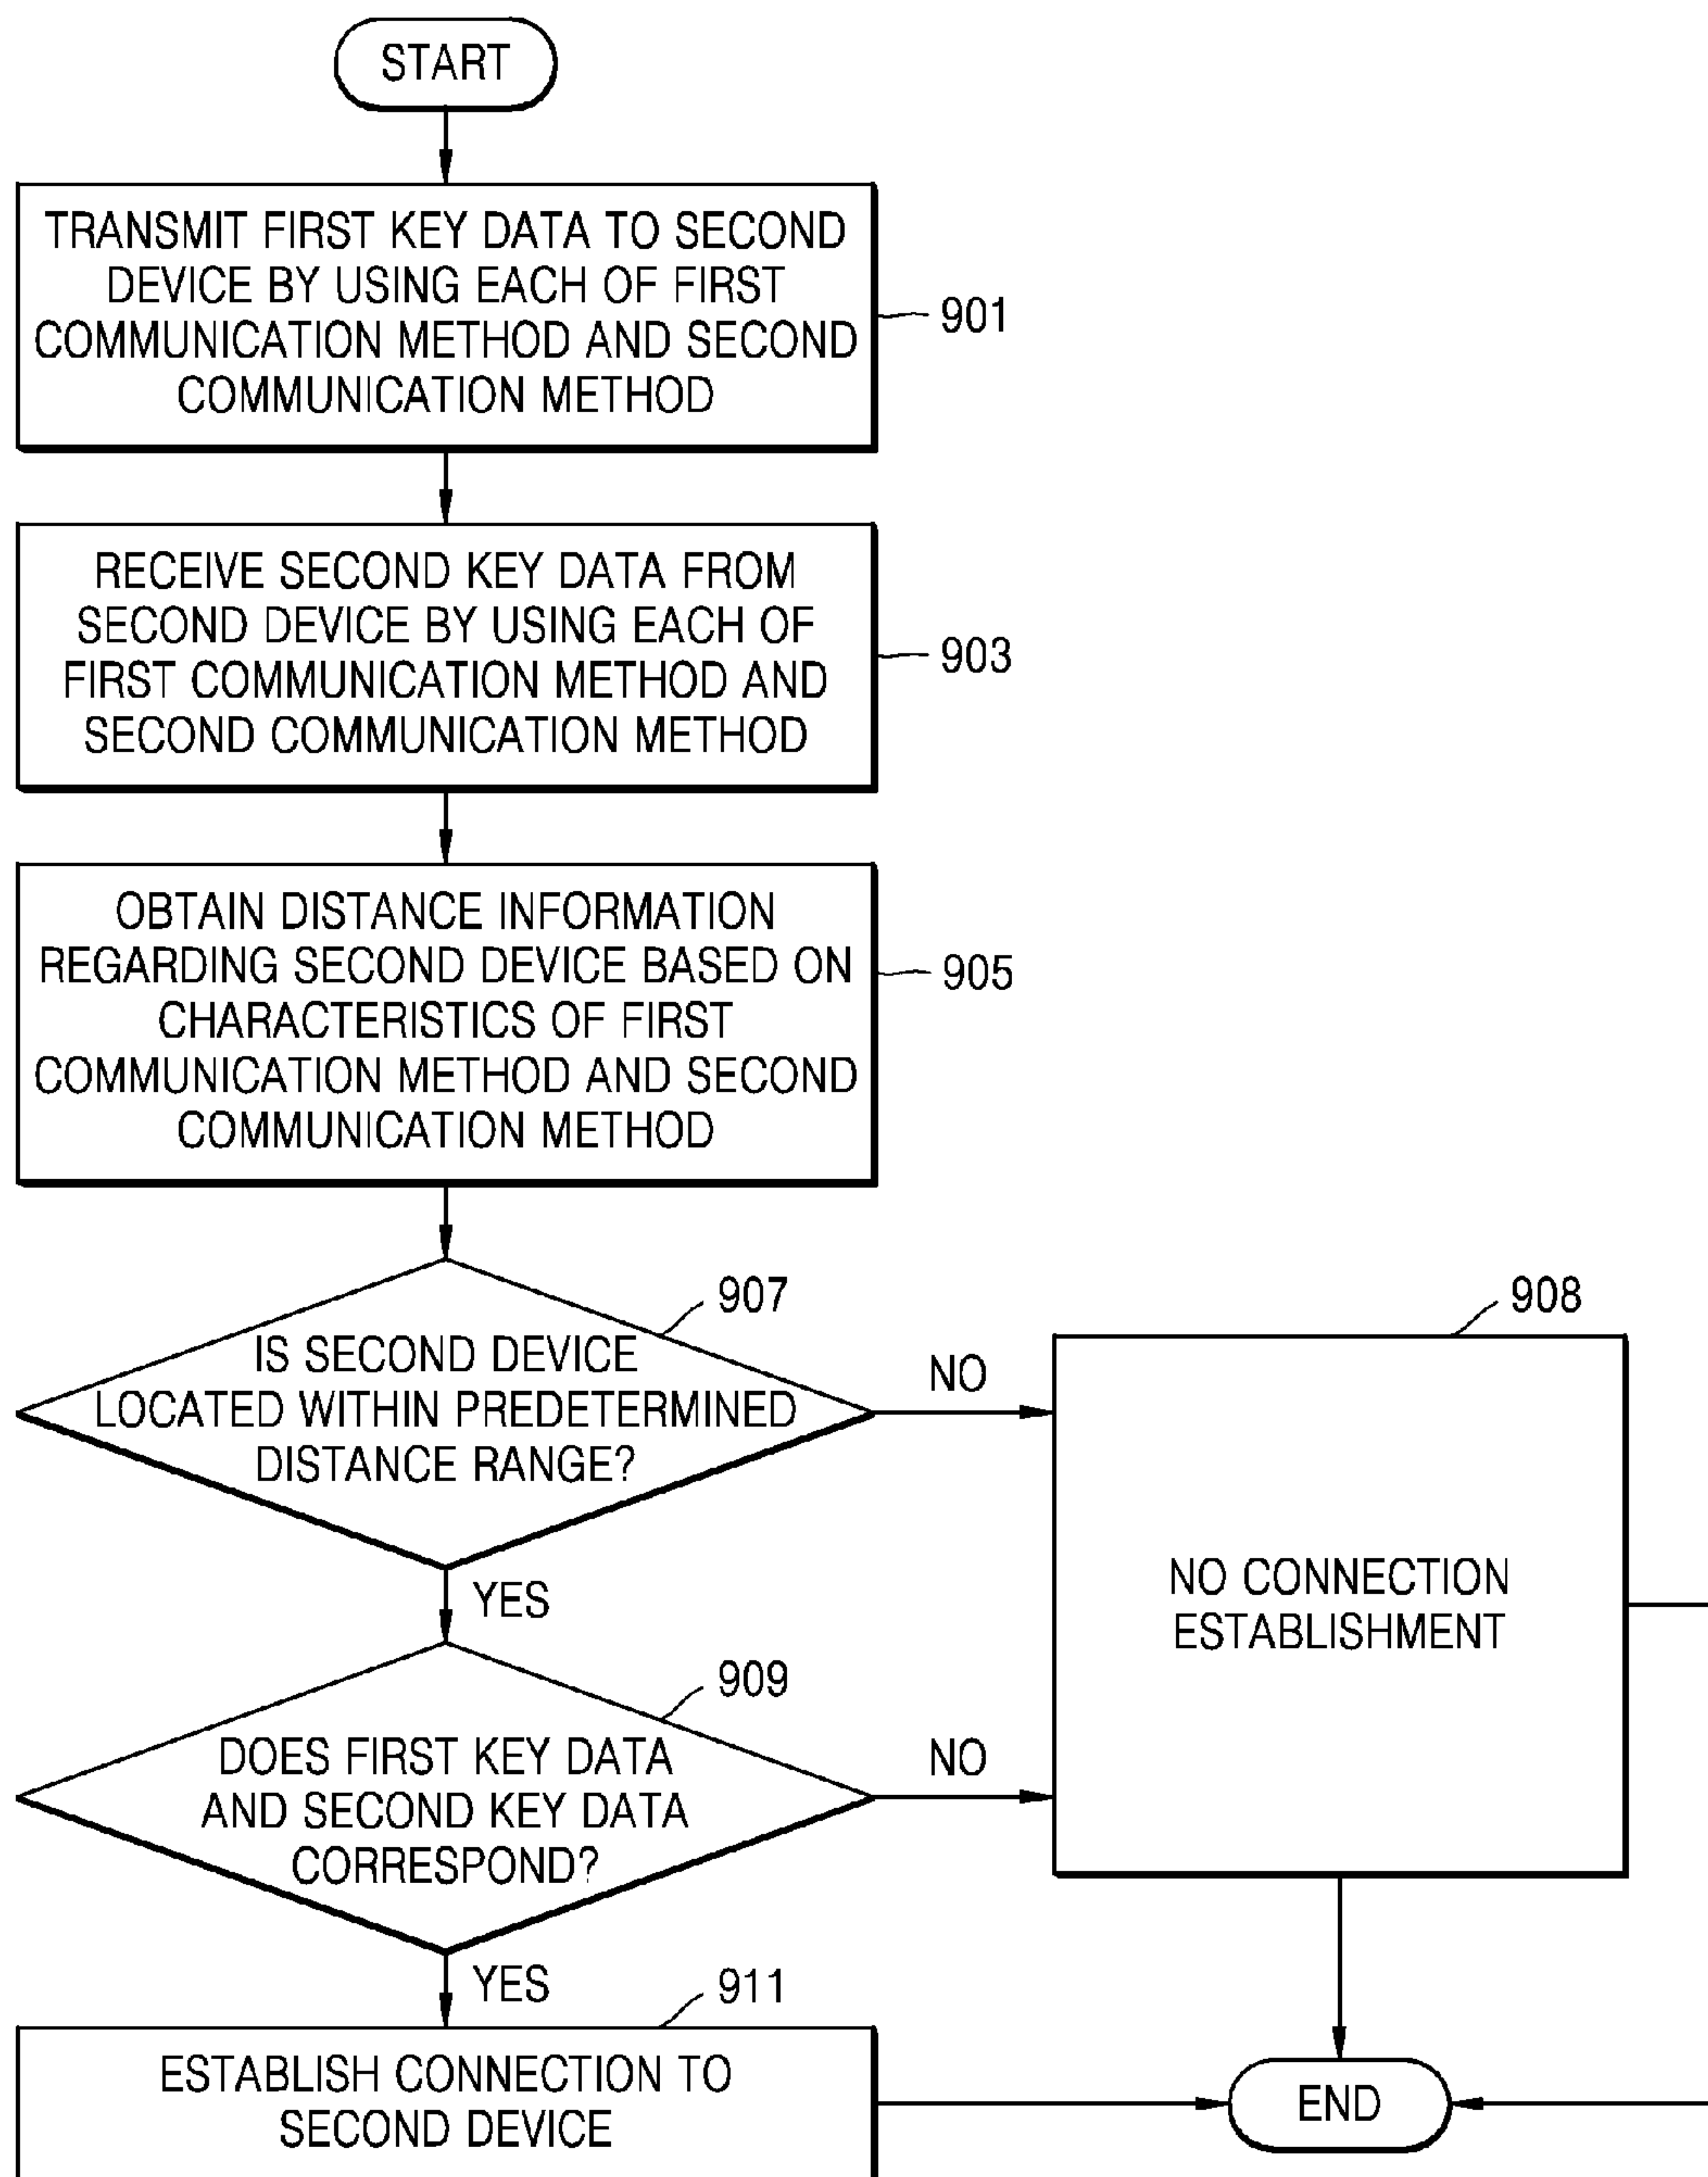 START
TRANSMIT FIRST KEY DATA TO SECOND
DEVICE BY USING EACH OF FIRST
COMMUNICATION METHOD AND SECOND
COMMUNICATION METHOD
901
RECEIVE SECOND KEY DATA FROM
SECOND DEVICE BY USING EACH OF
FIRST COMMUNICATION METHOD AND
SECOND COMMUNICATION METHOD
903
OBTAIN DISTANCE INFORMATION
REGARDING SECOND DEVICE BASED ON
CHARACTERISTICS OF FIRST
COMMUNICATION METHOD AND SECOND
COMMUNICATION METHOD
905
907
IS SECOND DEVICE
LOCATED WITHIN PREDETERMINED
DISTANCE RANGE?
NO
YES
908
NO CONNECTION
ESTABLISHMENT
909
DOES FIRST KEY DATA
AND SECOND KEY DATA
CORRESPOND?
NO
YES
911
ESTABLISH CONNECTION TO
SECOND DEVICE
END